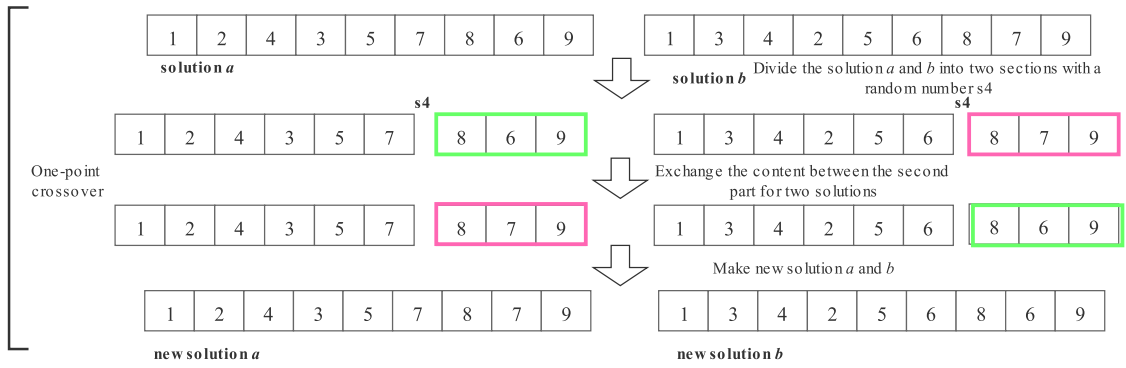 1 2 4 3 5 7 8 6 9
1 3 4 2 5 6 8 7 9
solution a
solution b
Divide the solution a and b into two sections with a
random number s4
s4
s4
1 2 4 3 5 7 8 6 9
1 3 4 2 5 6 8 7 9
One-point
crossover
Exchange the content between the second
part for two solutions
1 2 4 3 5 7 8 7 9
1 3 4 2 5 6 8 6 9
Make new solution a and b
1 2 4 3 5 7 8 7 9
1 3 4 2 5 6 8 6 9
new solution a
new solution b